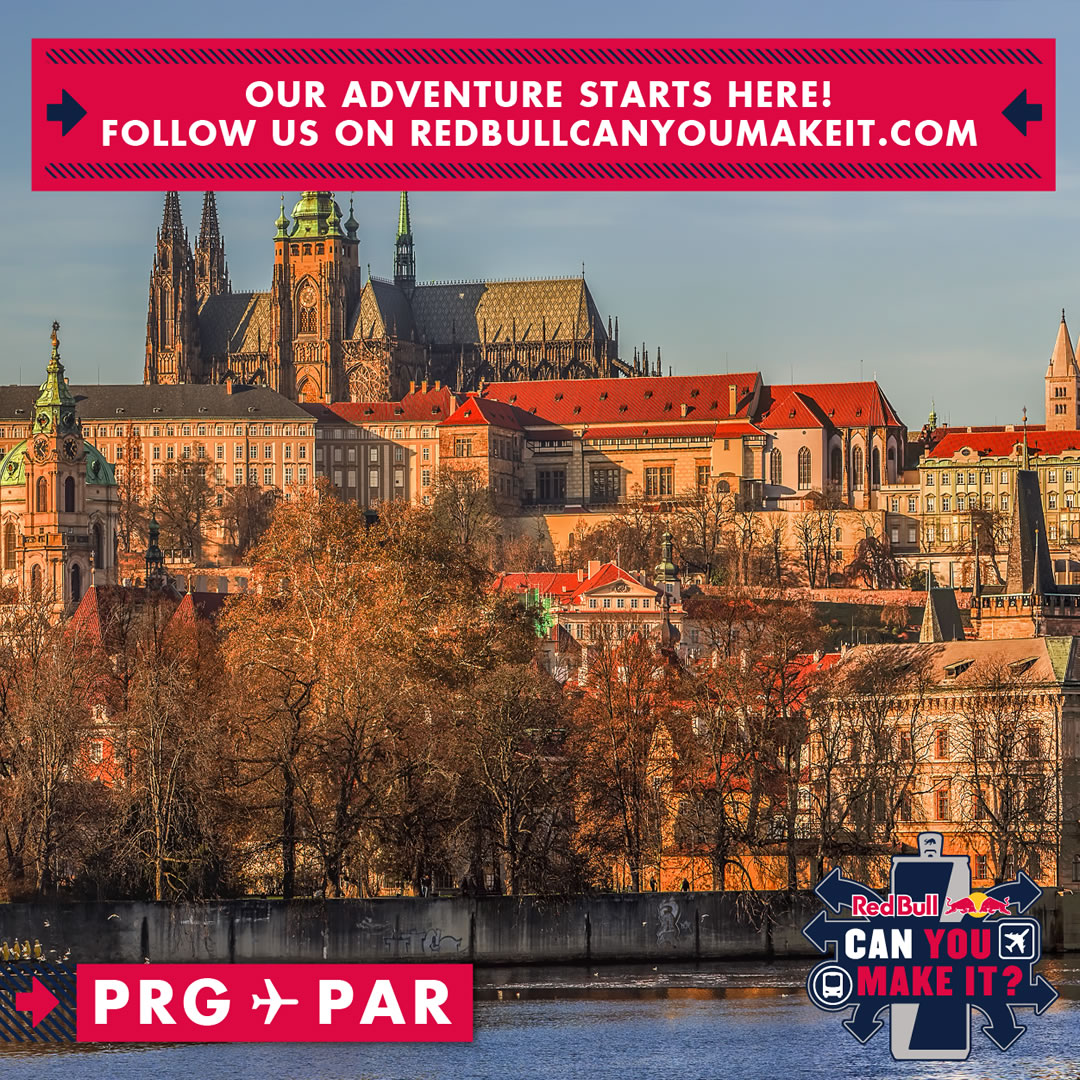 OUR ADVENTURE STARTS HERE!
FOLLOW US ON REDBULLCANYOUMAKEIT.COM
PRG PAR
Red Bull
CAN YOU
MAKE IT?